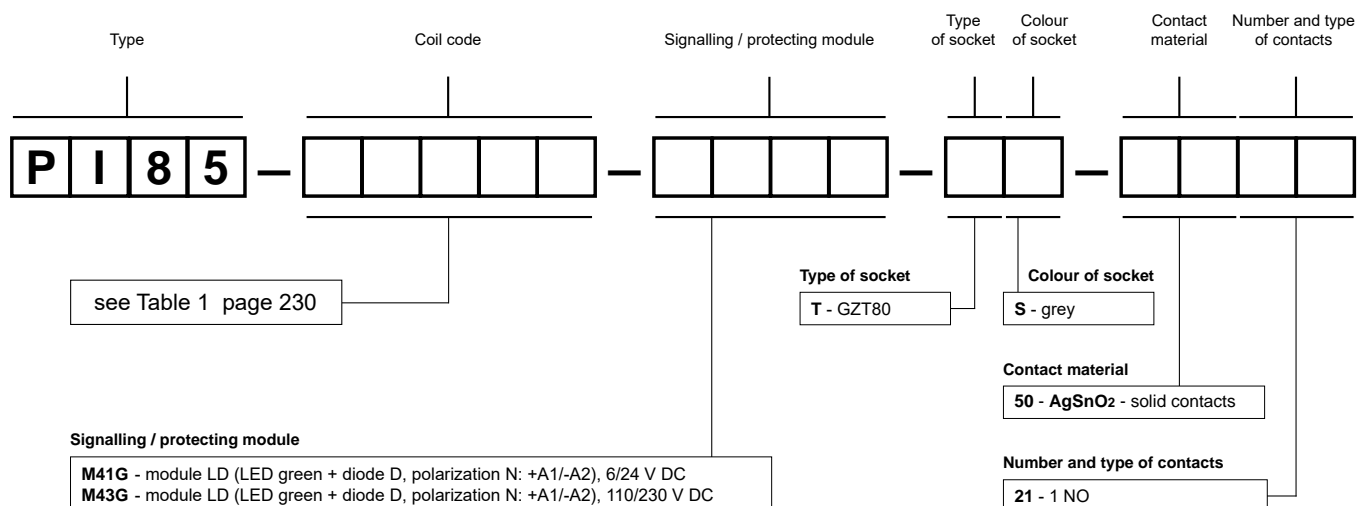 Type
Coil code
Signalling / protecting module
Type
of socket
Colour
of socket
Contact
material
Number and type
of contacts
P I 8 5 – – – –
see Table 1 page 230
Type of socket
T - GZT80
Colour of socket
S - grey
Contact material
50 - AgSnO2 - solid contacts
Signalling / protecting module
M41G - module LD (LED green + diode D, polarization N: +A1/-A2), 6/24 V DC
M43G - module LD (LED green + diode D, polarization N: +A1/-A2), 110/230 V DC
Number and type of contacts
21 - 1 NO